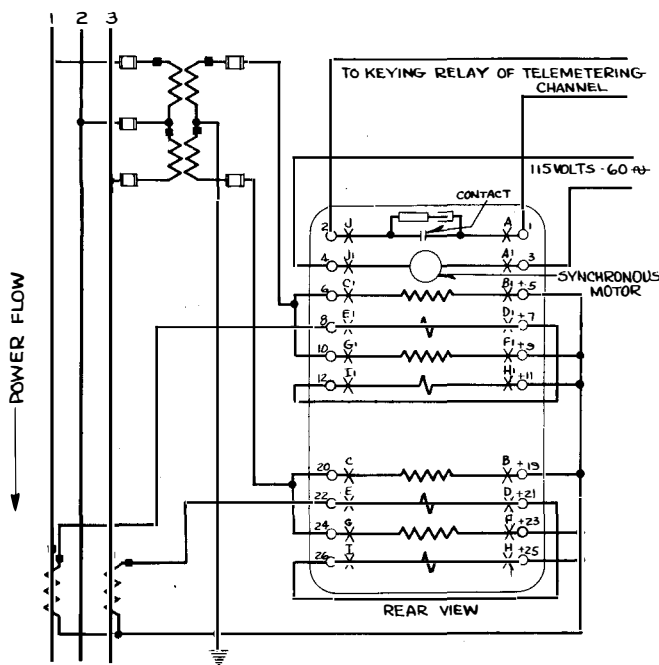 1 2 3
TO KEYING RELAY OF TELEMETERING
CHANNEL
115 VOLTS - 60 ~
CONTACT
2 J A 1
4 J1 A1 3
SYNCHRONOUS
MOTOR
6 C1 B1 +5
8 E1 D1 +7
10 G1 F1 +9
12 I1 H1 +11
POWER FLOW
20 C B +19
22 E D +21
24 G F +23
26 I H +25
REAR VIEW